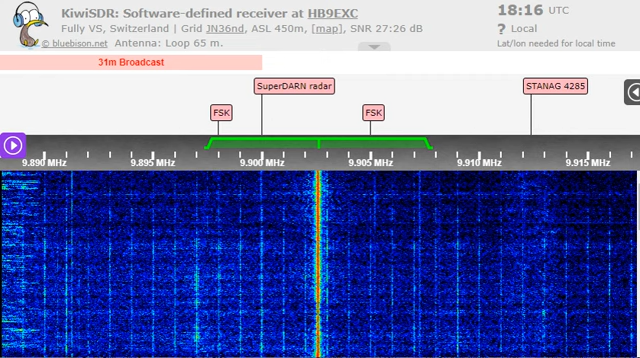 KiwiSDR: Software-defined receiver at HB9EXC
Fully VS, Switzerland | Grid JN36nd, ASL 450m, [map], SNR 27:26 dB
© bluebison.net Antenna: Loop 65 m.
18:16 UTC
? Local
Lat/lon needed for local time
31m Broadcast
SuperDARN radar
STANAG 4285
FSK
FSK
9.890 MHz 9.895 MHz 9.900 MHz 9.905 MHz 9.910 MHz 9.915 MHz